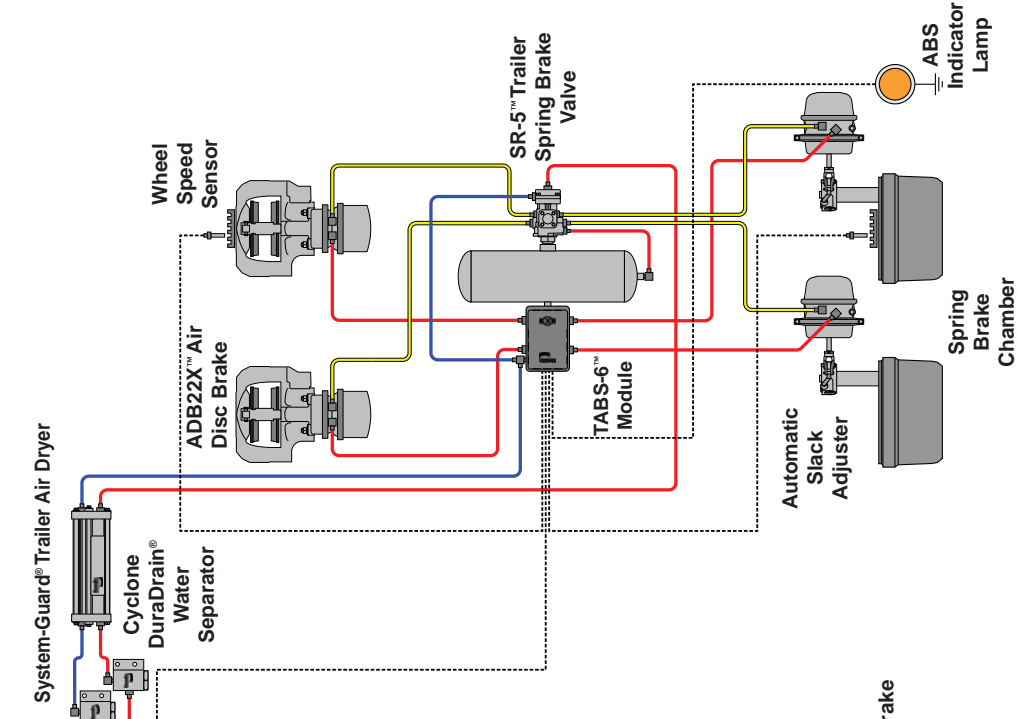 ABS
Indicator
Lamp
SR-5™ Trailer
Spring Brake
Valve
Wheel
Speed
Sensor
Spring
Brake
Chamber
ADB22X™ Air
Disc Brake
TABS-6™
Module
Automatic
Slack
Adjuster
System-Guard® Trailer Air Dryer
Cyclone
DuraDrain®
Water
Separator
rake